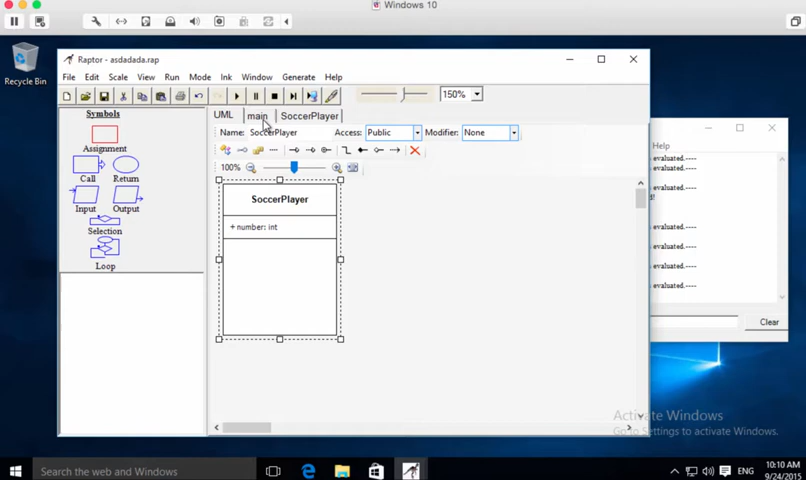 Windows 10
Recycle Bin
Raptor - asdadada.rap
File Edit Scale View Run Mode Ink Window Generate Help
150%
Symbols
Assignment
Call Return
Input Output
Selection
Loop
UML main SoccerPlayer
Name: SoccerPlayer Access: Public Modifier: None
100%
SoccerPlayer
+ number: int
Help
s evaluated.----
d!
s evaluated.----
s evaluated.----
s evaluated.----
s evaluated.----
Clear
Activate Windows
Go to Settings to activate Windows.
Search the web and Windows
ENG
10:10 AM
9/24/2015